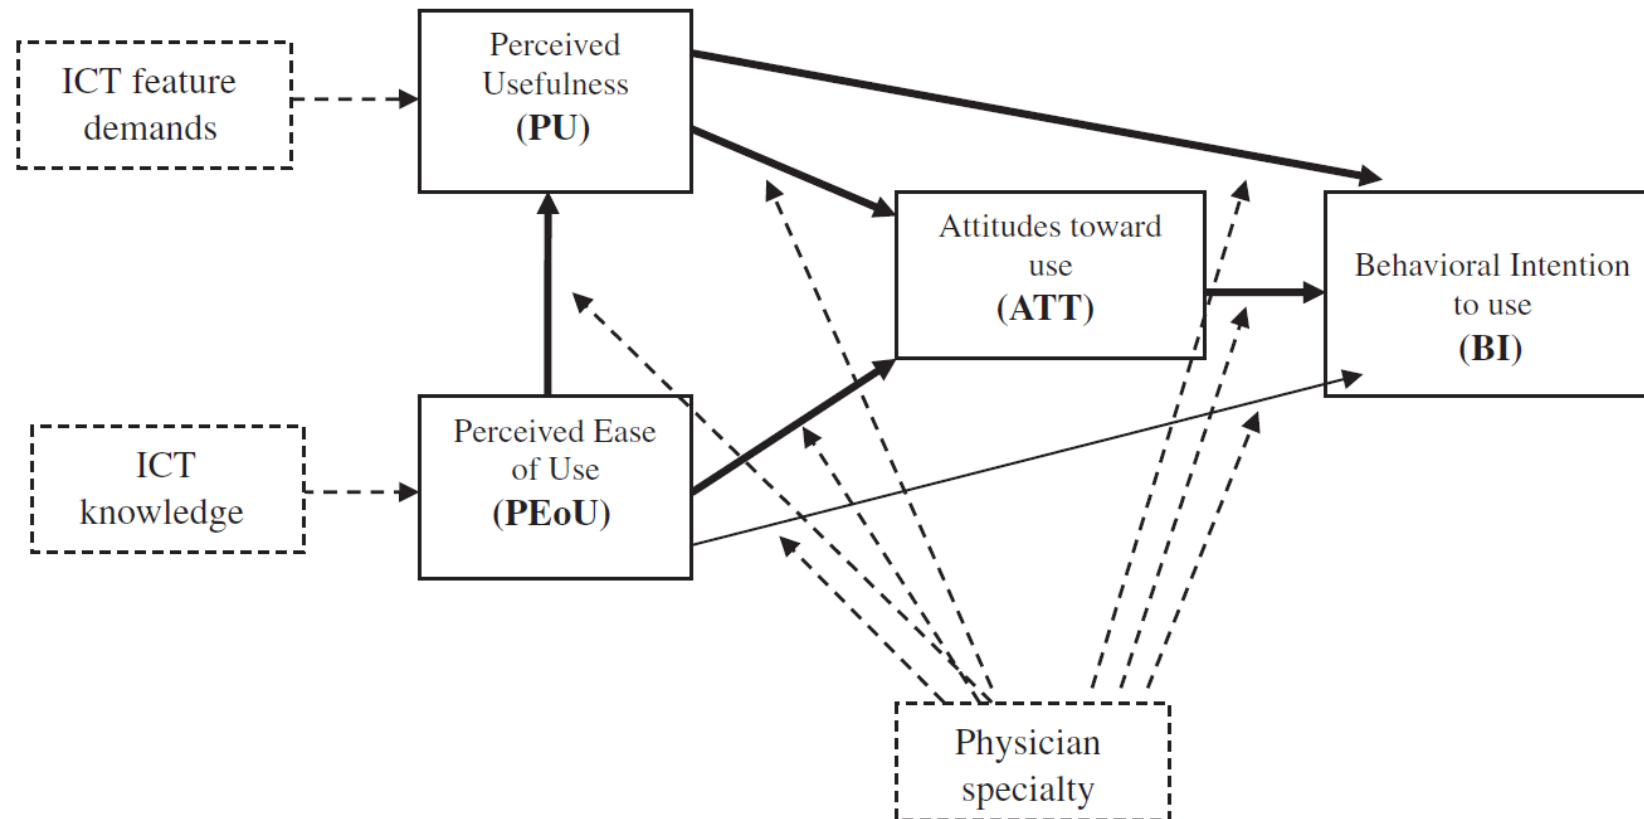 ICT feature
demands
Perceived
Usefulness
(PU)
Attitudes toward
use
(ATT)
Behavioral Intention
to use
(BI)
ICT
knowledge
Perceived Ease
of Use
(PEoU)
Physician
specialty